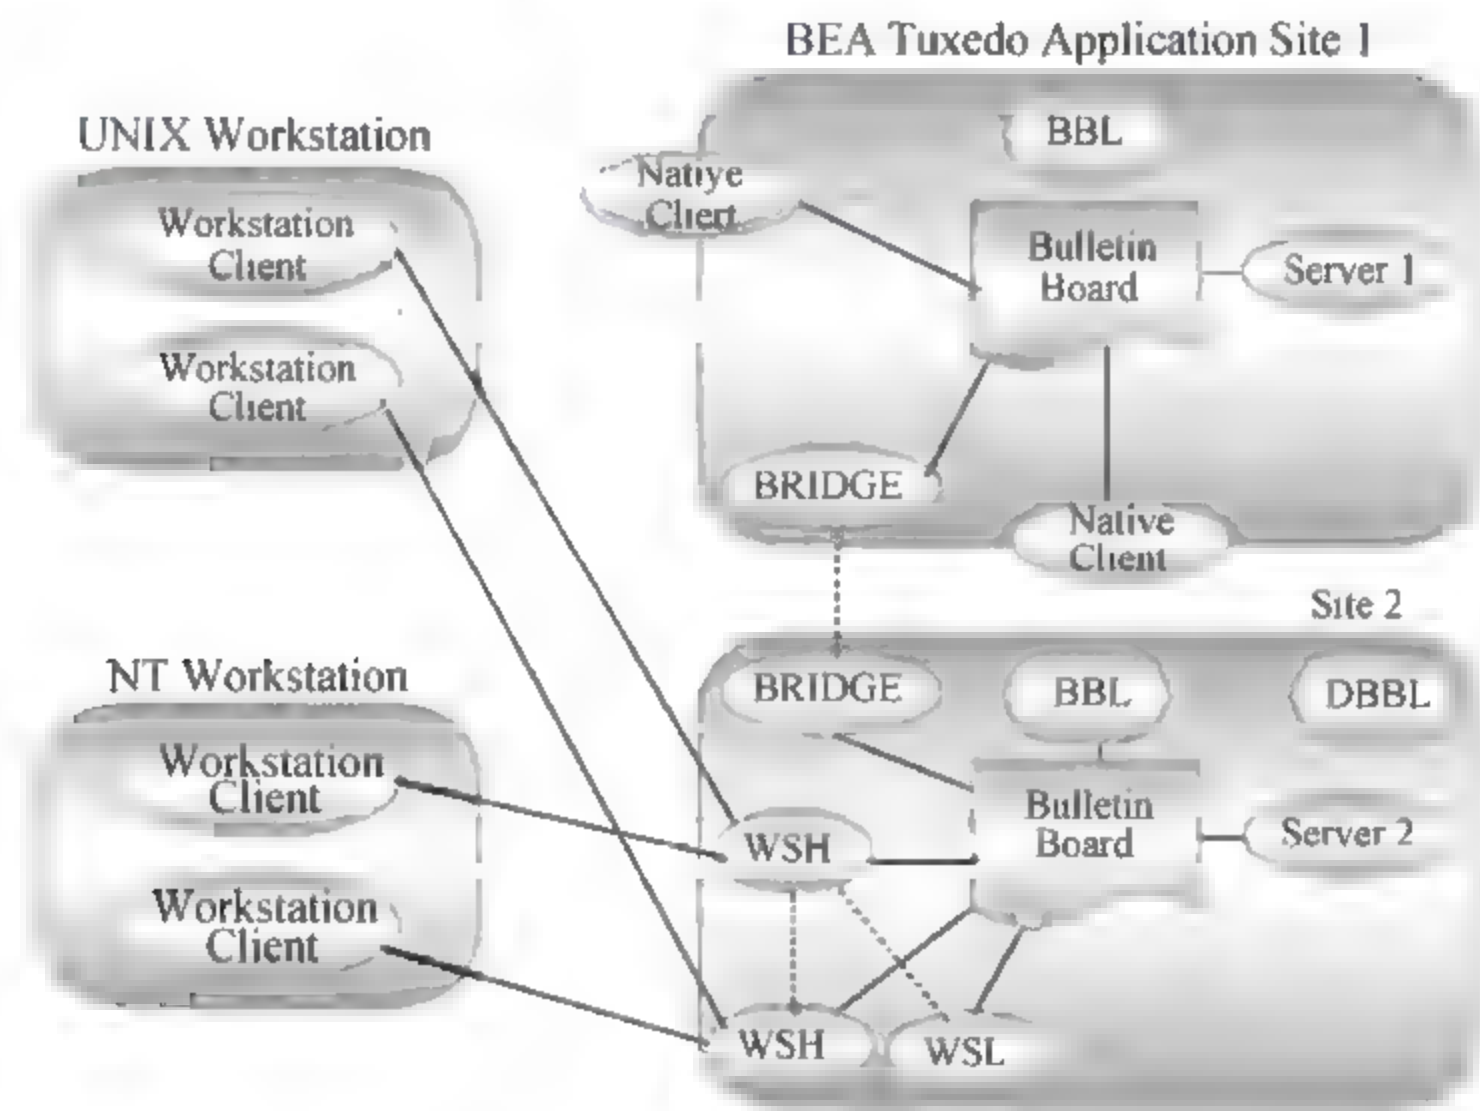 BEA Tuxedo Application Site 1
UNIX Workstation
BBL
Native
Client
Workstation
Client
Bulletin
Board
Server 1
Workstation
Client
BRIDGE
Native
Client
Site 2
NT Workstation
BRIDGE
BBL
DBBL
Workstation
Client
Bulletin
Board
Server 2
WSH
Workstation
Client
WSH
WSL